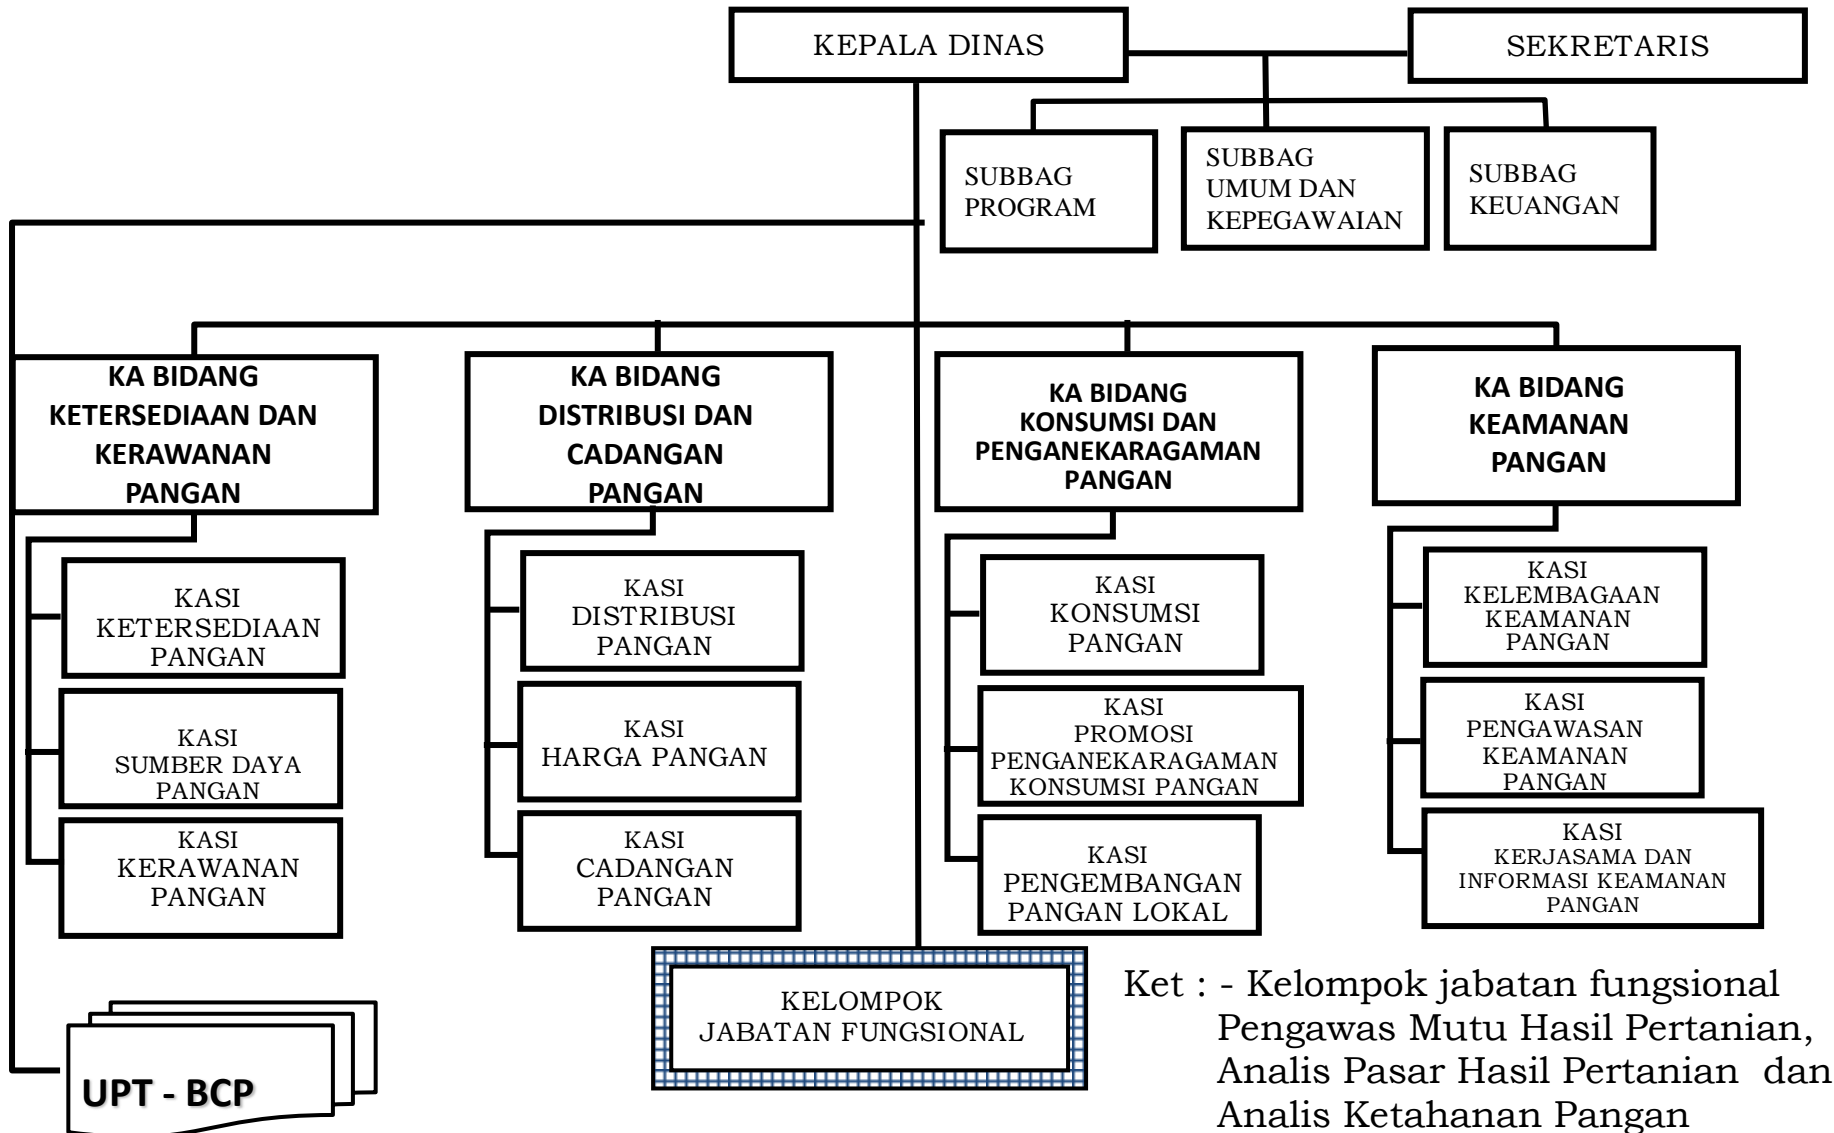 KEPALA DINAS
SEKRETARIS
SUBBAG
PROGRAM
SUBBAG
UMUM DAN
KEPEGAWAIAN
SUBBAG
KEUANGAN
KA BIDANG
KETERSEDIAAN DAN
KERAWANAN
PANGAN
KA BIDANG
DISTRIBUSI DAN
CADANGAN
PANGAN
KA BIDANG
KONSUMSI DAN
PENGANEKARAGAMAN
PANGAN
KA BIDANG
KEAMANAN
PANGAN
KASI
KETERSEDIAAN
PANGAN
KASI
SUMBER DAYA
PANGAN
KASI
KERAWANAN
PANGAN
KASI
DISTRIBUSI
PANGAN
KASI
HARGA PANGAN
KASI
CADANGAN
PANGAN
KASI
KONSUMSI
PANGAN
KASI
PROMOSI
PENGANEKARAGAMAN
KONSUMSI PANGAN
KASI
PENGEMBANGAN
PANGAN LOKAL
KASI
KELEMBAGAAN
KEAMANAN
PANGAN
KASI
PENGAWASAN
KEAMANAN
PANGAN
KASI
KERJASAMA DAN
INFORMASI KEAMANAN
PANGAN
UPT - BCP
KELOMPOK
JABATAN FUNGSIONAL
Ket : - Kelompok jabatan fungsional
Pengawas Mutu Hasil Pertanian,
Analis Pasar Hasil Pertanian dan
Analis Ketahanan Pangan